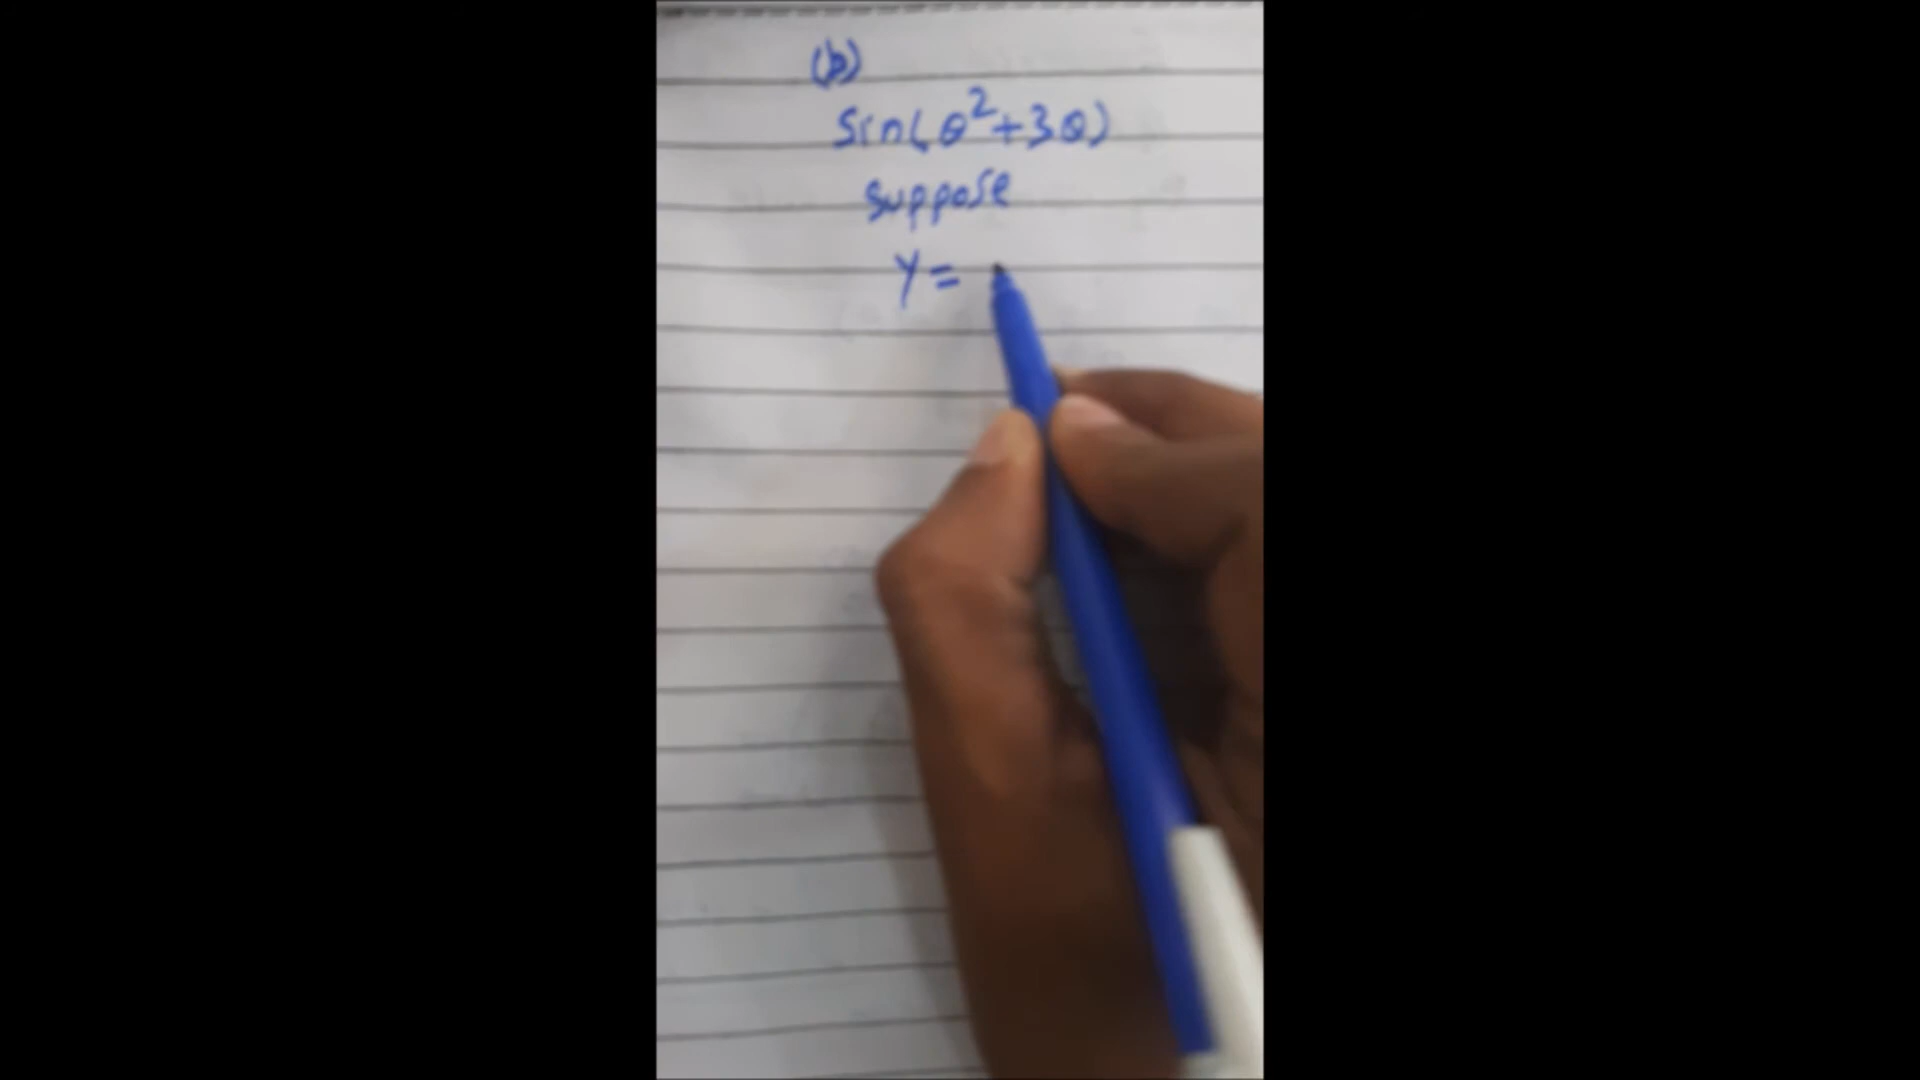 (b)
Sin(θ²+3θ)
suppose
Y=